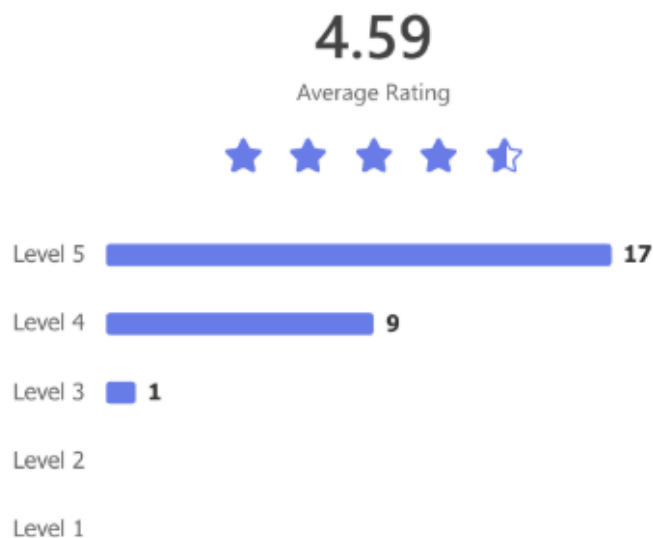 4.59
Average Rating
Level 5 17
Level 4 9
Level 3 1
Level 2
Level 1